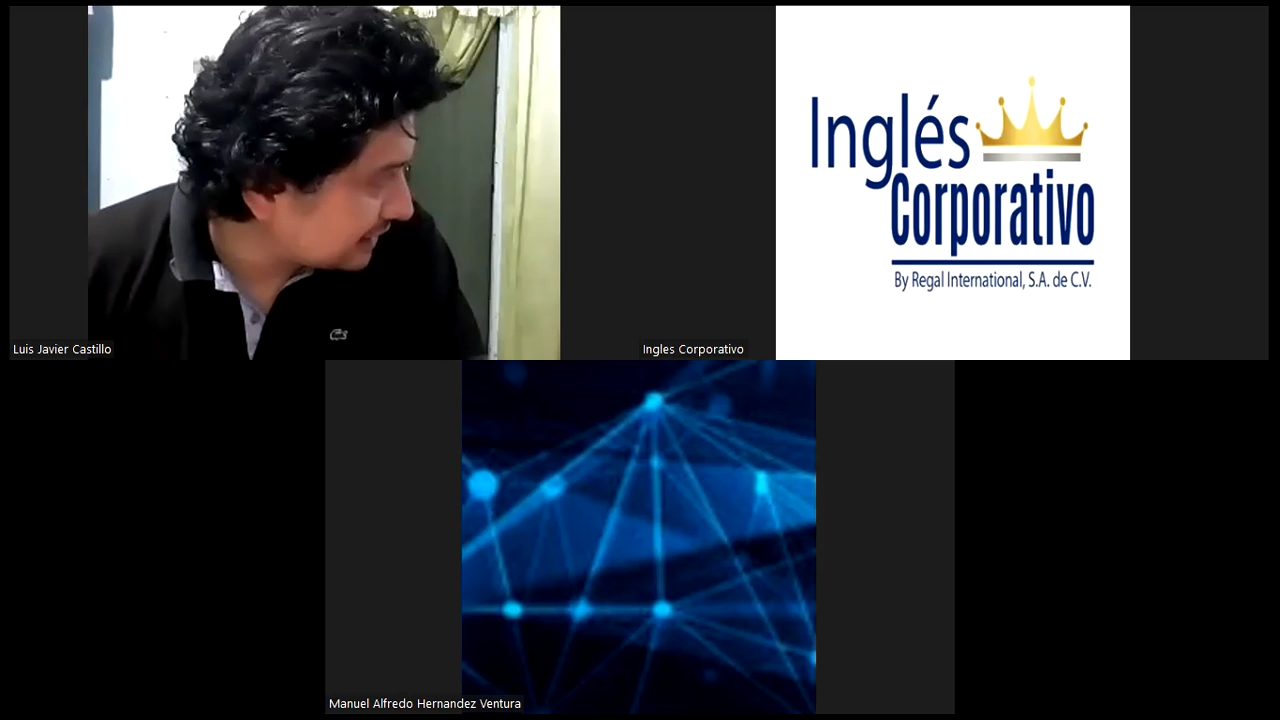 Inglés
Corporativo
By Regal International, S.A. de C.V.
Luis Javier Castillo
Ingles Corporativo
Manuel Alfredo Hernandez Ventura